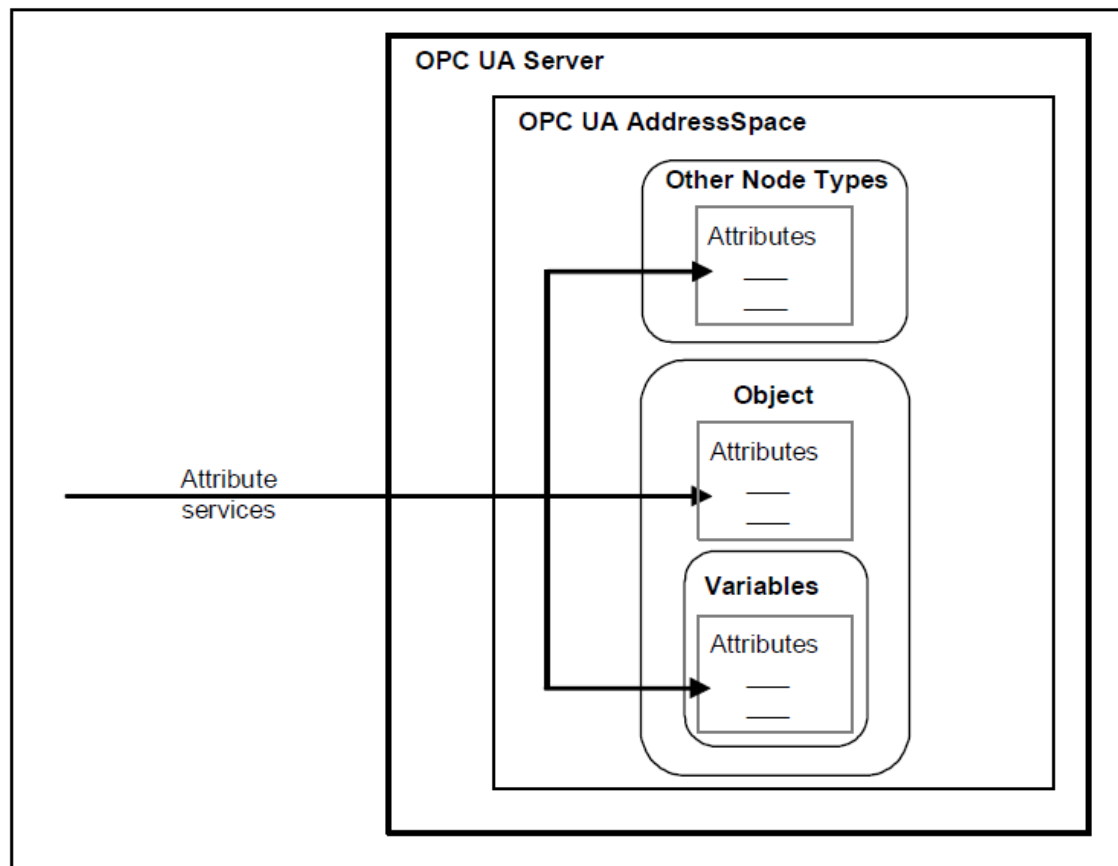 OPC UA Server
OPC UA AddressSpace
Other Node Types
Attributes
Object
Attributes
Attribute
services
Variables
Attributes